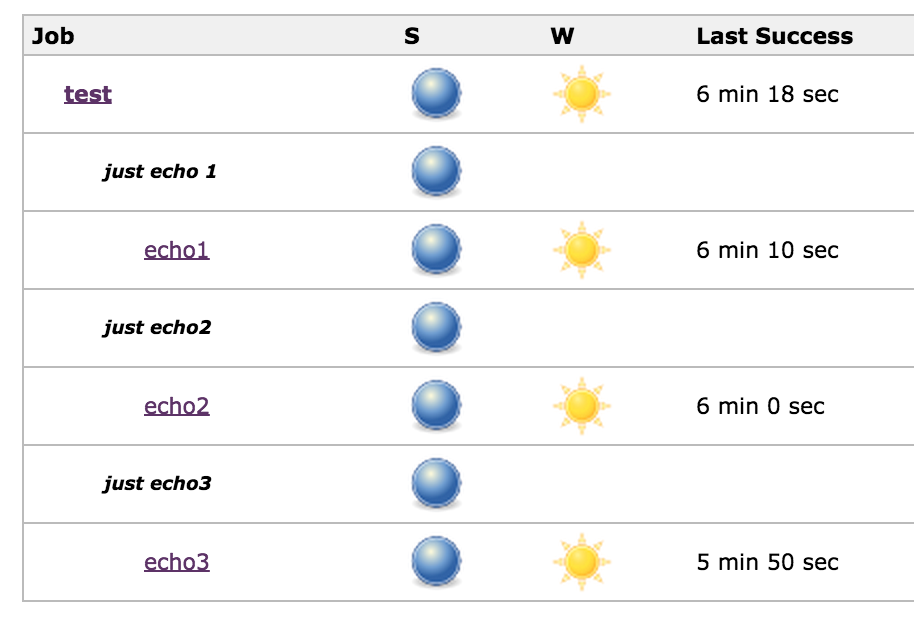 Job S W Last Success
test 6 min 18 sec
just echo 1
echo1 6 min 10 sec
just echo2
echo2 6 min 0 sec
just echo3
echo3 5 min 50 sec